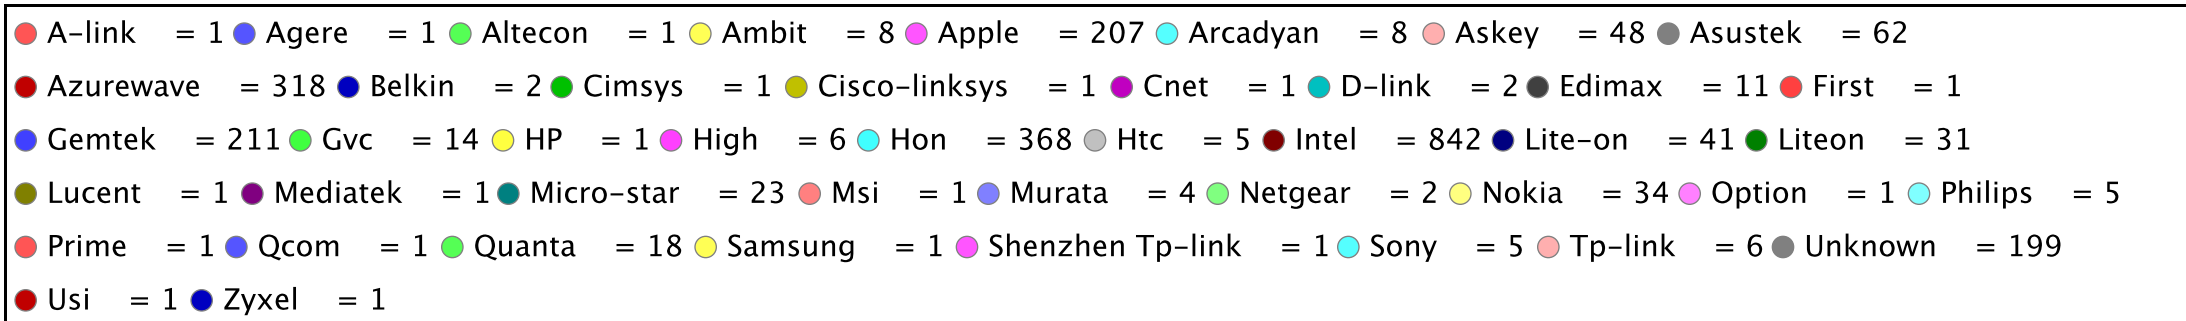 A-link = 1 Agere = 1 Altecon = 1 Ambit = 8 Apple = 207 Arcadyan = 8 Askey = 48 Asustek = 62
Azurewave = 318 Belkin = 2 Cimsys = 1 Cisco-linksys = 1 Cnet = 1 D-link = 2 Edimax = 11 First = 1
Gemtek = 211 Gvc = 14 HP = 1 High = 6 Hon = 368 Htc = 5 Intel = 842 Lite-on = 41 Liteon = 31
Lucent = 1 Mediatek = 1 Micro-star = 23 Msi = 1 Murata = 4 Netgear = 2 Nokia = 34 Option = 1 Philips = 5
Prime = 1 Qcom = 1 Quanta = 18 Samsung = 1 Shenzhen Tp-link = 1 Sony = 5 Tp-link = 6 Unknown = 199
Usi = 1 Zyxel = 1